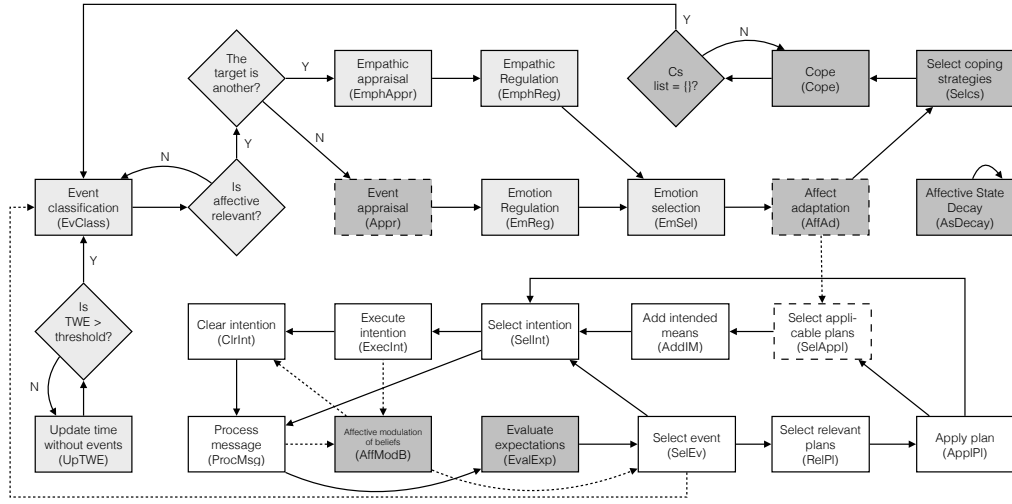 Y
N
The
target is
another?
Y
Empathic
appraisal
(EmphAppr)
Empathic
Regulation
(EmphReg)
Cs
list = {}?
Cope
(Cope)
Select coping
strategies
(Selcs)
N
Y
N
Event
classification
(EvClass)
Is
affective
relevant?
Event
appraisal
(Appr)
Emotion
Regulation
(EmReg)
Emotion
selection
(EmSel)
Affect
adaptation
(AffAd)
Affective State
Decay
(AsDecay)
Y
Is
TWE >
threshold?
N
Clear intention
(ClrInt)
Execute
intention
(ExecInt)
Select intention
(SelInt)
Add intended
means
(AddIM)
Select appli-
cable plans
(SelAppl)
Update time
without events
(UpTWE)
Process
message
(ProcMsg)
Affective modulation
of beliefs
(AffModB)
Evaluate
expectations
(EvalExp)
Select event
(SelEv)
Select relevant
plans
(RelPl)
Apply plan
(ApplPl)